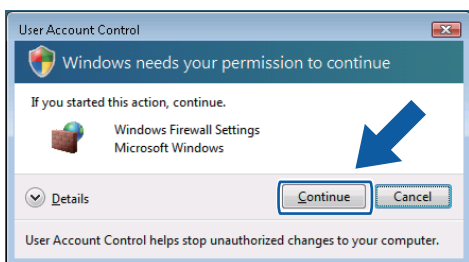 User Account Control
Windows needs your permission to continue
If you started this action, continue.
Windows Firewall Settings
Microsoft Windows
Details
Continue
Cancel
User Account Control helps stop unauthorized changes to your computer.